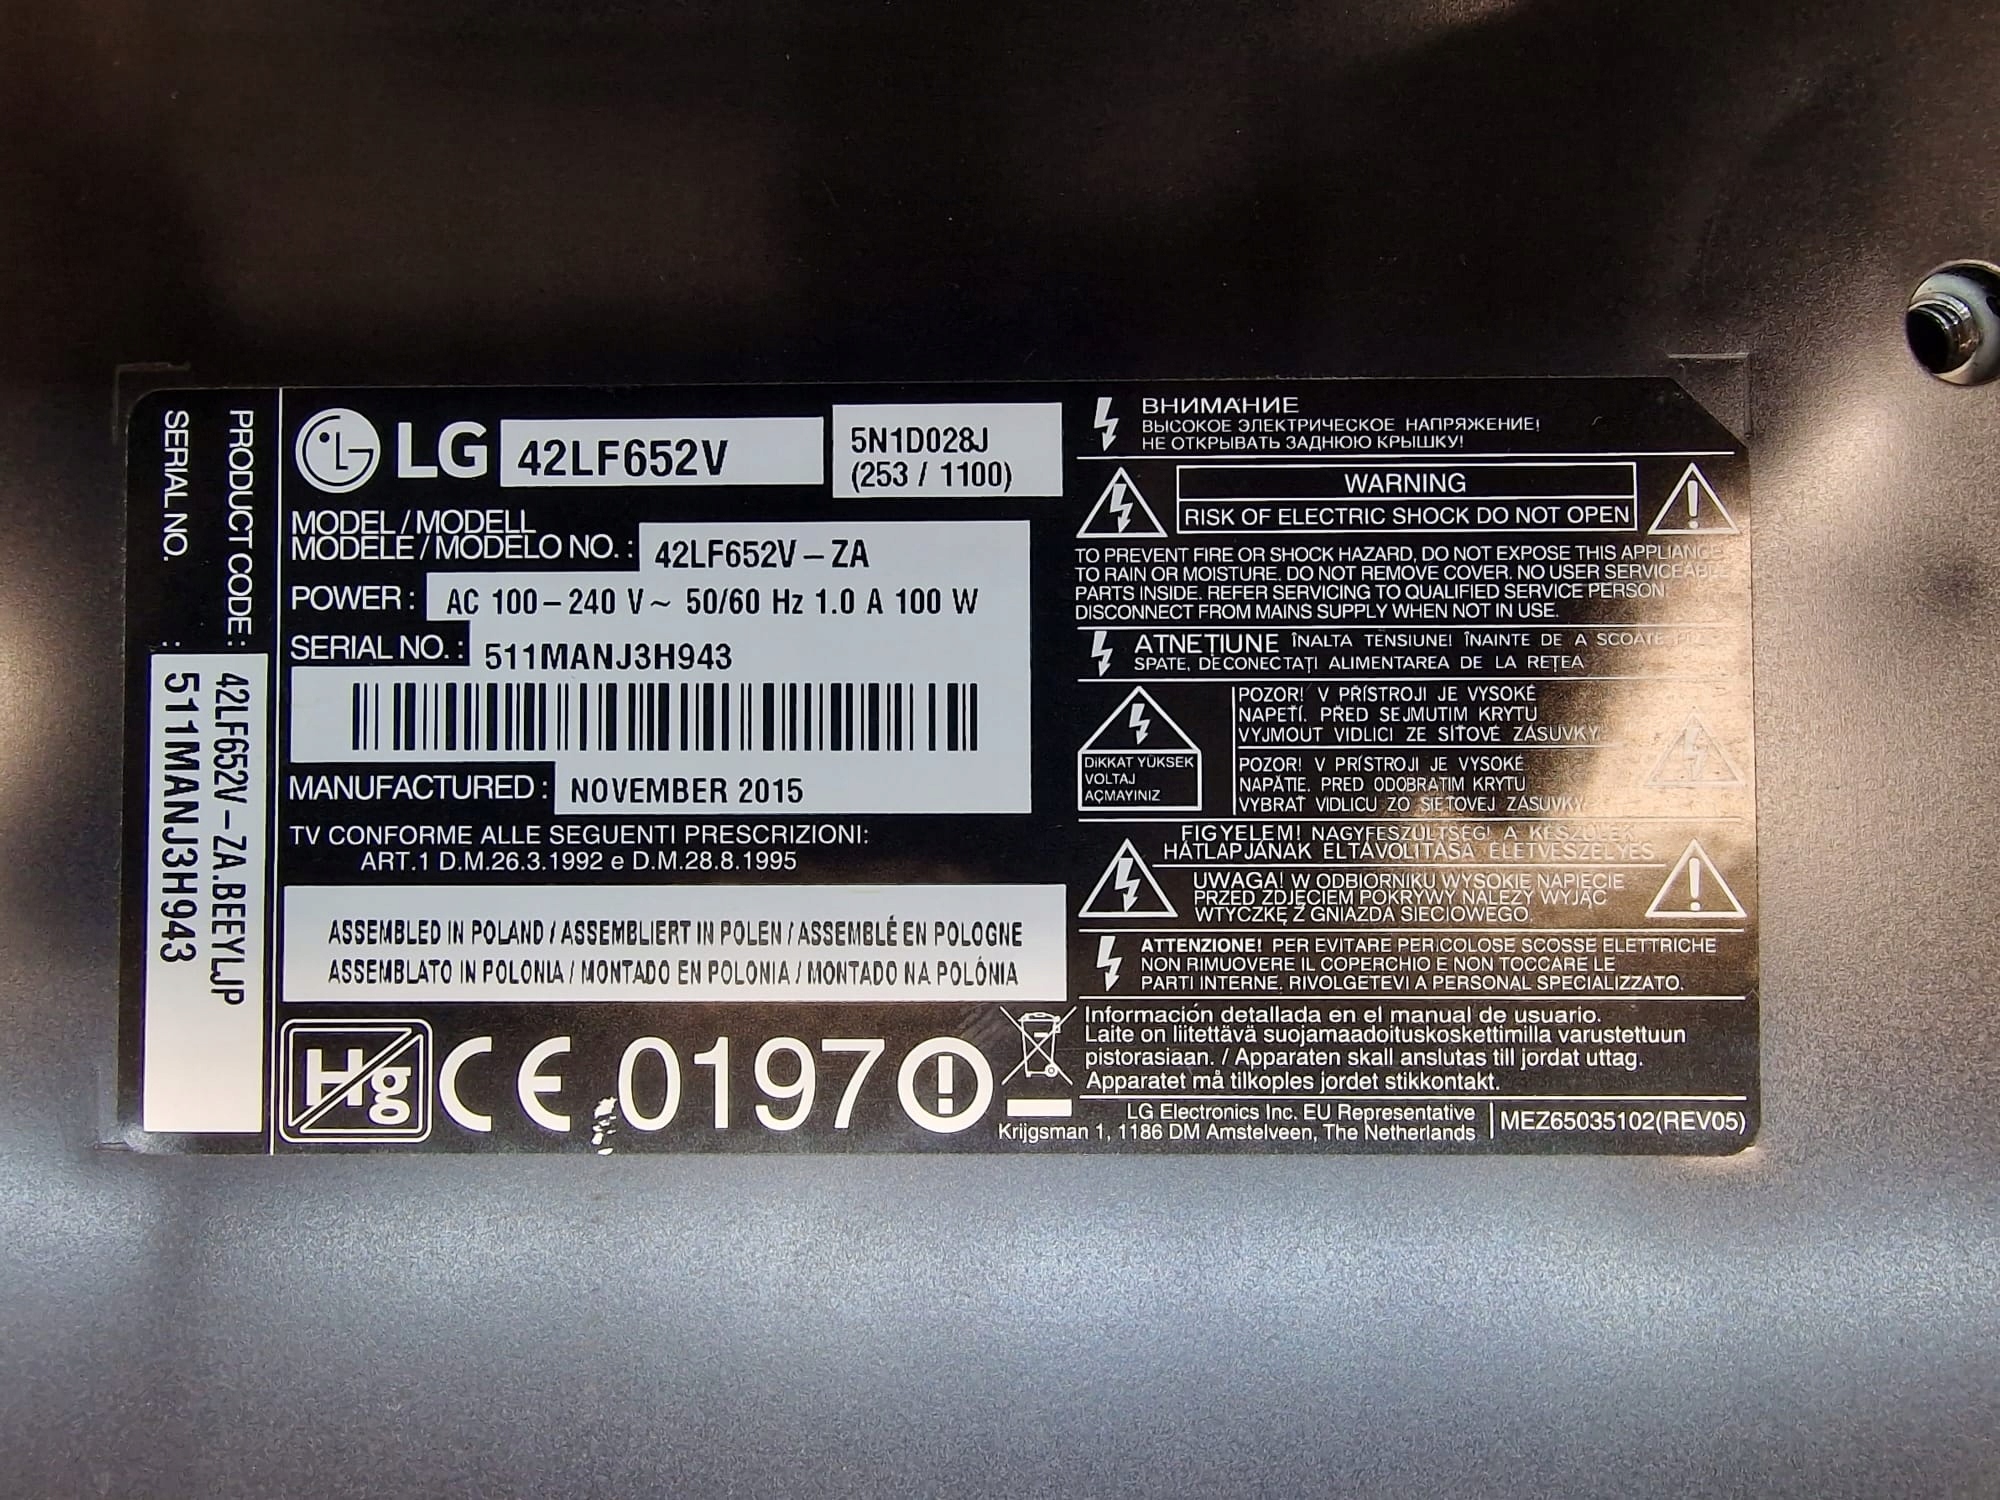 SERIAL NO. : 511MANJ3H943
PRODUCT CODE : 42LF652V – ZA.BEEYLJP
LG 42LF652V
5N1D028J
(253 / 1100)
MODEL / MODELL
MODELE / MODELO NO. : 42LF652V – ZA
POWER : AC 100 – 240 V ~ 50/60 Hz 1.0 A 100 W
SERIAL NO. : 511MANJ3H943
MANUFACTURED : NOVEMBER 2015
TV CONFORME ALLE SEGUENTI PRESCRIZIONI:
ART.1 D.M.26.3.1992 e D.M.28.8.1995
ASSEMBLED IN POLAND / ASSEMBLIERT IN POLEN / ASSEMBLÉ EN POLOGNE
ASSEMBLATO IN POLONIA / MONTADO EN POLONIA / MONTADO NA POLÓNIA
Hg CE 0197
ВНИМАНИЕ
ВЫСОКОЕ ЭЛЕКТРИЧЕСКОЕ НАПРЯЖЕНИЕ!
НЕ ОТКРЫВАТЬ ЗАДНЮЮ КРЫШКУ!
WARNING
RISK OF ELECTRIC SHOCK DO NOT OPEN
TO PREVENT FIRE OR SHOCK HAZARD, DO NOT EXPOSE THIS APPLIANCE
TO RAIN OR MOISTURE. DO NOT REMOVE COVER. NO USER SERVICEABLE
PARTS INSIDE. REFER SERVICING TO QUALIFIED SERVICE PERSON
DISCONNECT FROM MAINS SUPPLY WHEN NOT IN USE.
ATNEȚIUNE ÎNALTA TENSIUNE! ÎNAINTE DE A SCOATE
SPATE, DECONECTAȚI ALIMENTAREA DE LA REȚEA
DİKKAT YÜKSEK
VOLTAJ
AÇMAYINIZ
POZOR! V PŘÍSTROJI JE VYSOKÉ
NAPETÍ. PŘED SEJMUTIM KRYTU
VYJMOUT VIDLICI ZE SÍŤOVÉ ZÁSUVKY.
POZOR! V PRÍSTROJI JE VYSOKÉ
NAPÄTIE. PRED ODOBRATIM KRYTU
VYBRAŤ VIDLICU ZO SIEŤOVEJ ZÁSUVKY.
FIGYELEM! NAGYFESZÜLTSÉG! A KÉSZÜLÉK
HÁTLAPJÁNAK ELTÁVOLÍTÁSA ÉLETVESZÉLYES
UWAGA! W ODBIORNIKU WYSOKIE NAPIĘCIE
PRZED ZDJĘCIEM POKRYWY NALEŻY WYJĄĆ
WTYCZKĘ Z GNIAZDA SIECIOWEGO.
ATTENZIONE! PER EVITARE PERICOLOSE SCOSSE ELETTRICHE
NON RIMUOVERE IL COPERCHIO E NON TOCCARE LE
PARTI INTERNE. RIVOLGETEVI A PERSONAL SPECIALIZZATO.
Información detallada en el manual de usuario.
Laite on liitettävä suojamaadoituskoskettimilla varustettuun
pistorasiaan. / Apparaten skall anslutas till jordat uttag.
Apparatet må tilkoples jordet stikkontakt.
LG Electronics Inc. EU Representative
Krijgsman 1, 1186 DM Amstelveen, The Netherlands
MEZ65035102(REV05)